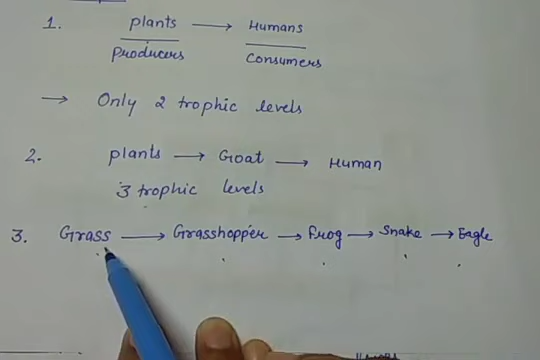 1. plants → Humans
Producers Consumers
→ Only 2 trophic levels
2. plants → Goat → Human
3 trophic levels
3. Grass → Grasshopper → Frog → Snake → Eagle